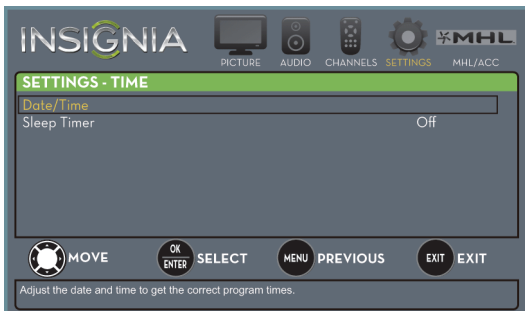 INSIGNIA
PICTURE AUDIO CHANNELS SETTINGS MHL MHL/ACC
SETTINGS - TIME
Date/Time
Sleep Timer Off
MOVE OK ENTER SELECT MENU PREVIOUS EXIT EXIT
Adjust the date and time to get the correct program times.